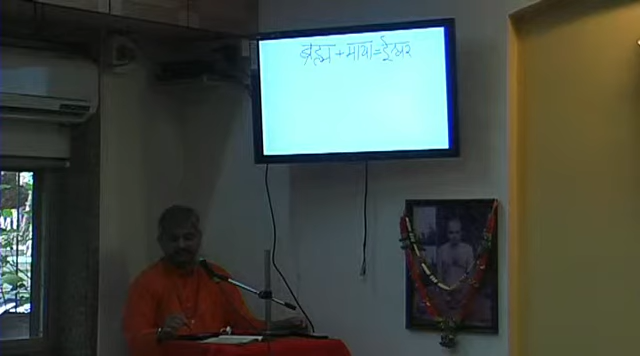 ब्रह्म + माया = ईश्वर